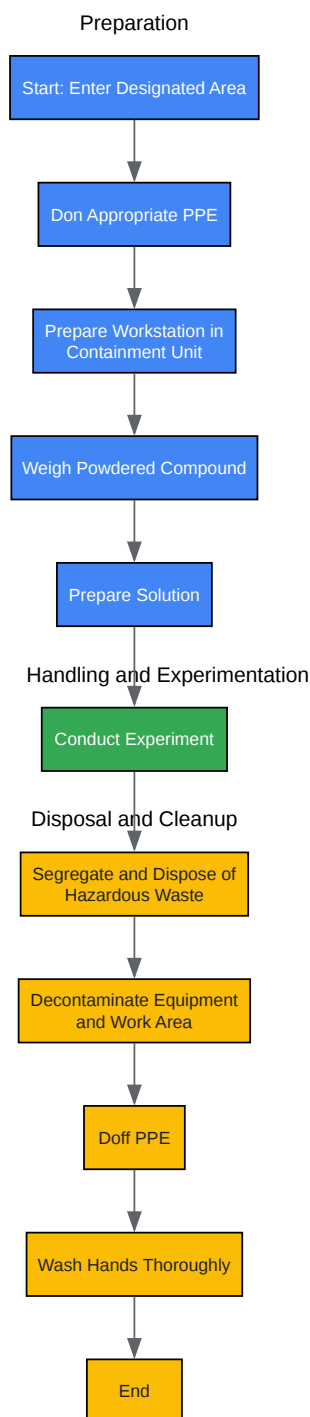 Preparation
Start: Enter Designated Area
Don Appropriate PPE
Prepare Workstation in
Containment Unit
Weigh Powdered Compound
Prepare Solution
Handling and Experimentation
Conduct Experiment
Disposal and Cleanup
Segregate and Dispose of
Hazardous Waste
Decontaminate Equipment
and Work Area
Doff PPE
Wash Hands Thoroughly
End